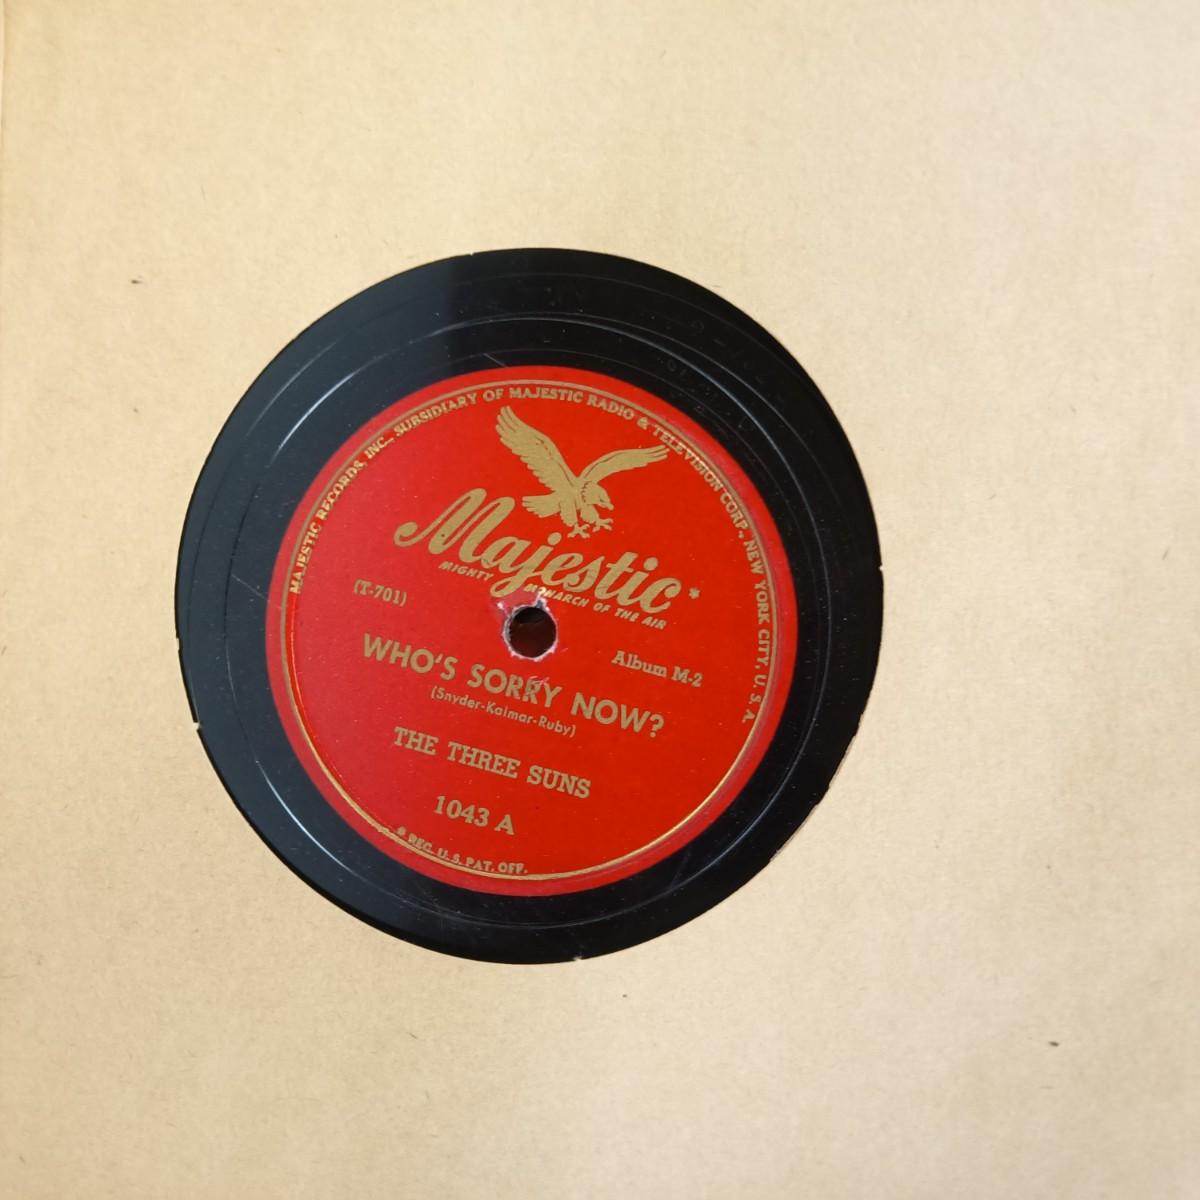 MAJESTIC RECORDS, INC., SUBSIDIARY OF MAJESTIC RADIO & TELEVISION CORP., NEW YORK CITY, U. S. A.
Majestic*
MIGHTY MONARCH OF THE AIR
(T-701)
Album M-2
WHO'S SORRY NOW?
(Snyder-Kalmar-Ruby)
THE THREE SUNS
1043 A
REG. U. S. PAT. OFF.